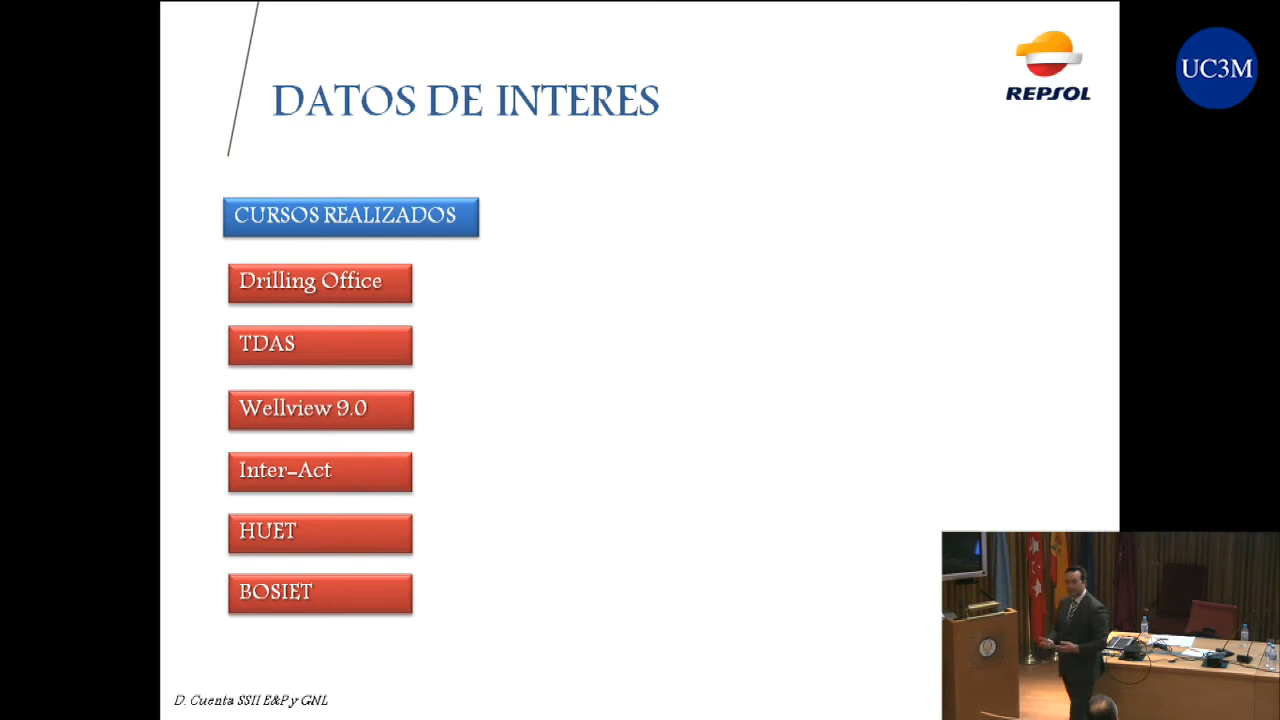 DATOS DE INTERES
REPSOL
UC3M
CURSOS REALIZADOS
Drilling Office
TDAS
Wellview 9.0
Inter-Act
HUET
BOSIET
D. Cuenta SSII E&P y GNL